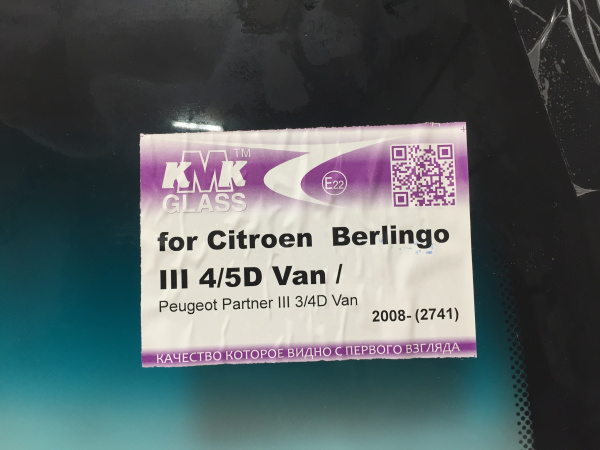 KMK™
GLASS
E22
for Citroen Berlingo
III 4/5D Van /
Peugeot Partner III 3/4D Van
2008- (2741)
КАЧЕСТВО КОТОРОЕ ВИДНО С ПЕРВОГО ВЗГЛЯДА